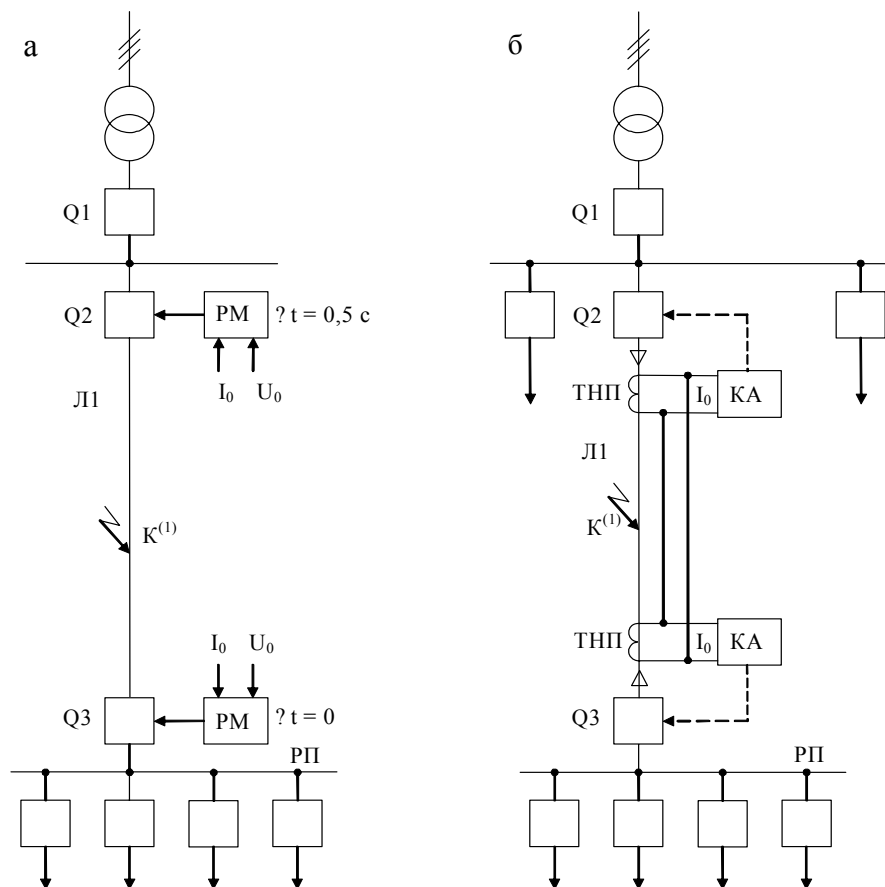 а
Q1
Q2
РМ
? t = 0,5 с
I₀
U₀
Л1
К⁽¹⁾
I₀
U₀
Q3
РМ
? t = 0
РП
б
Q1
Q2
ТНП
I₀
КА
Л1
К⁽¹⁾
ТНП
I₀
КА
Q3
РП